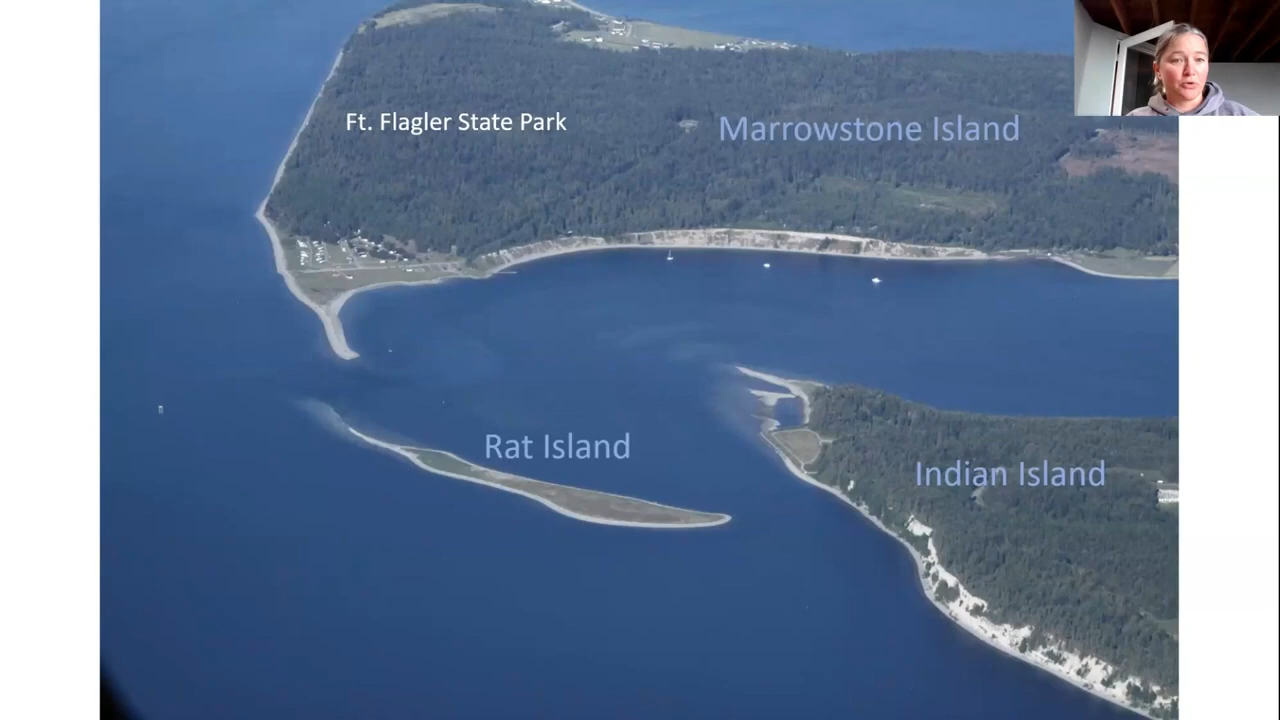 Ft. Flagler State Park
Marrowstone Island
Rat Island
Indian Island